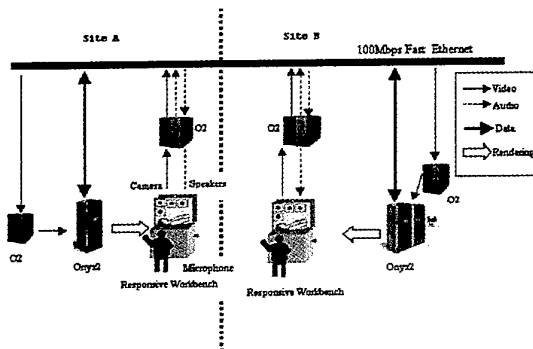 Site A
Site B
100Mbps Fast Ethernet
Video
Audio
Data
Rendering
O2
O2
Camera
Speakers
O2
O2
Onyx2
Microphone
Responsive Workbench
Responsive Workbench
Onyx2